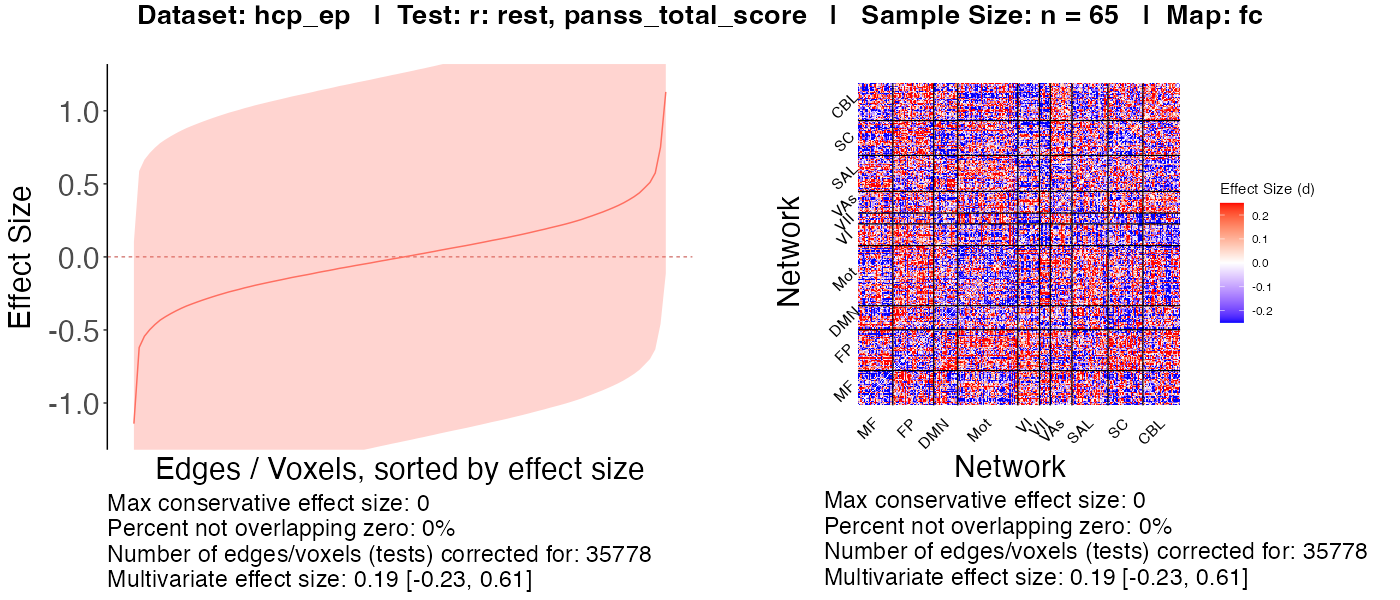 Dataset: hcp_ep | Test: r: rest, panss_total_score | Sample Size: n = 65 | Map: fc
Effect Size
1.0
0.5
0.0
-0.5
-1.0
Edges / Voxels, sorted by effect size
Max conservative effect size: 0
Percent not overlapping zero: 0%
Number of edges/voxels (tests) corrected for: 35778
Multivariate effect size: 0.19 [-0.23, 0.61]
Network
CBL
SC
SAL
VAs
VII
VI
Mot
DMN
FP
MF
MF
FP
DMN
Mot
VI
VII
VAs
SAL
SC
CBL
Network
Effect Size (d)
0.2
0.1
0.0
-0.1
-0.2
Max conservative effect size: 0
Percent not overlapping zero: 0%
Number of edges/voxels (tests) corrected for: 35778
Multivariate effect size: 0.19 [-0.23, 0.61]